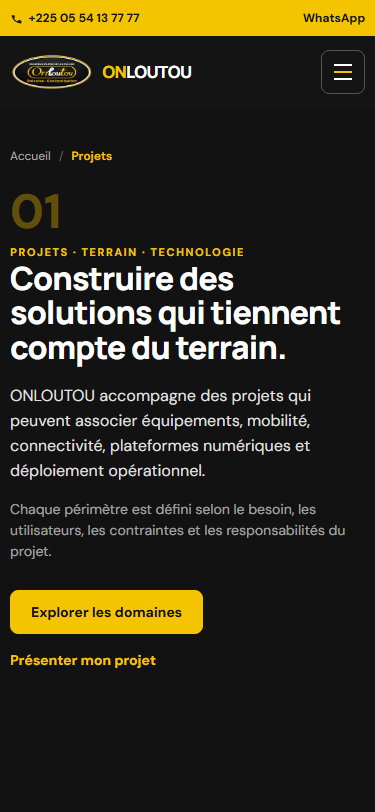 +225 05 54 13 77 77
WhatsApp
Onloutou
ONLOUTOU
Accueil / Projets
01
PROJETS · TERRAIN · TECHNOLOGIE
Construire des
solutions qui tiennent
compte du terrain.
ONLOUTOU accompagne des projets qui
peuvent associer équipements, mobilité,
connectivité, plateformes numériques et
déploiement opérationnel.
Chaque périmètre est défini selon le besoin, les
utilisateurs, les contraintes et les responsabilités du
projet.
Explorer les domaines
Présenter mon projet